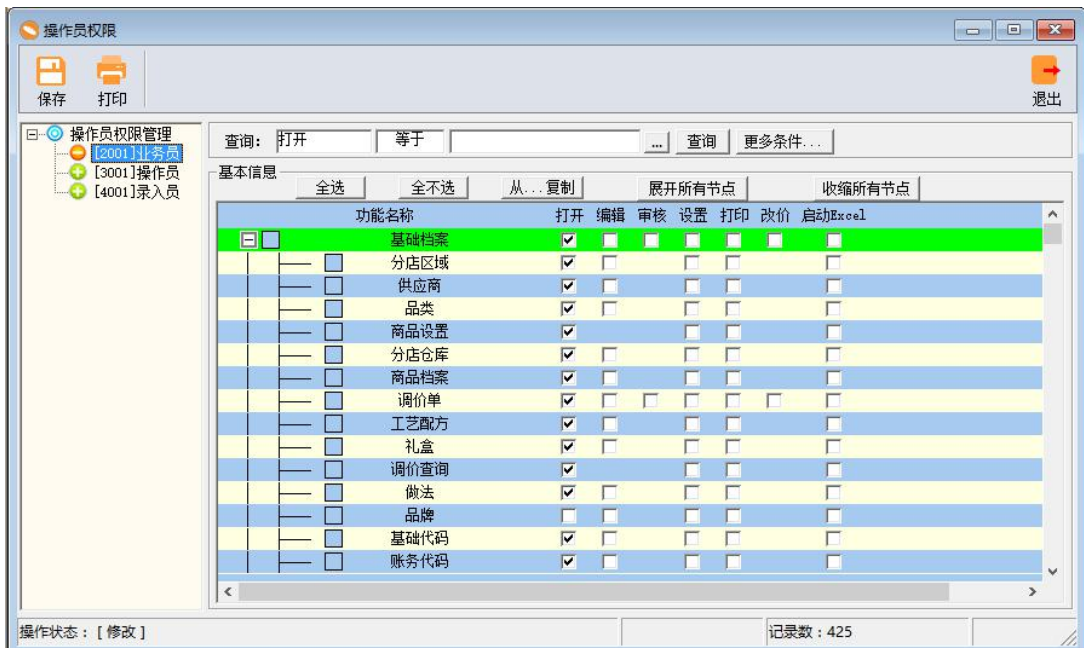 操作员权限
保存 打印 退出
操作员权限管理
[2001]业务员
[3001]操作员
[4001]录入员
查询： 打开 等于 ... 查询 更多条件...
基本信息
全选 全不选 从...复制 展开所有节点 收缩所有节点
功能名称 打开 编辑 审核 设置 打印 改价 启动Excel
基础档案
分店区域
供应商
品类
商品设置
分店仓库
商品档案
调价单
工艺配方
礼盒
调价查询
做法
品牌
基础代码
账务代码
操作状态：[ 修改 ] 记录数：425